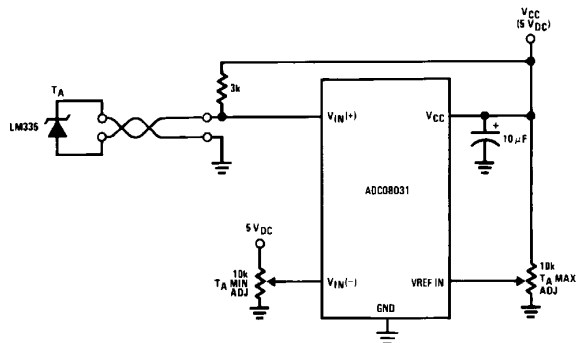 VCC
(5 VDC)
TA
LM335
3k
VIN(+)
VCC
+
10 µF
ADC08031
5 VDC
10k
TA MIN
ADJ
VIN(−)
VREF IN
10k
TA MAX
ADJ
GND